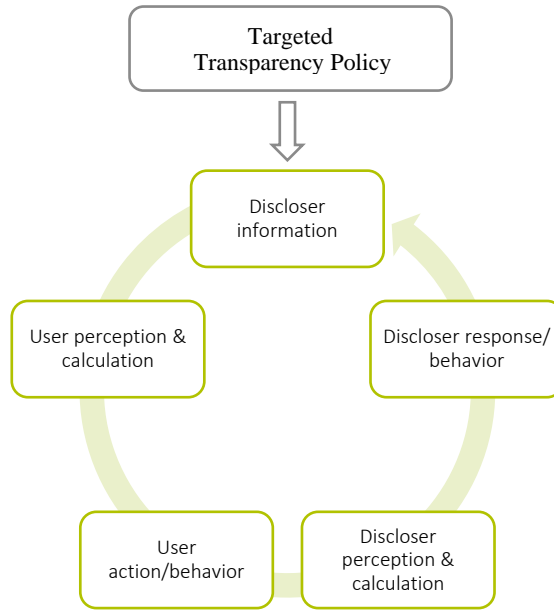 Targeted
Transparency Policy
Discloser
information
User perception &
calculation
Discloser response/
behavior
User
action/behavior
Discloser
perception &
calculation